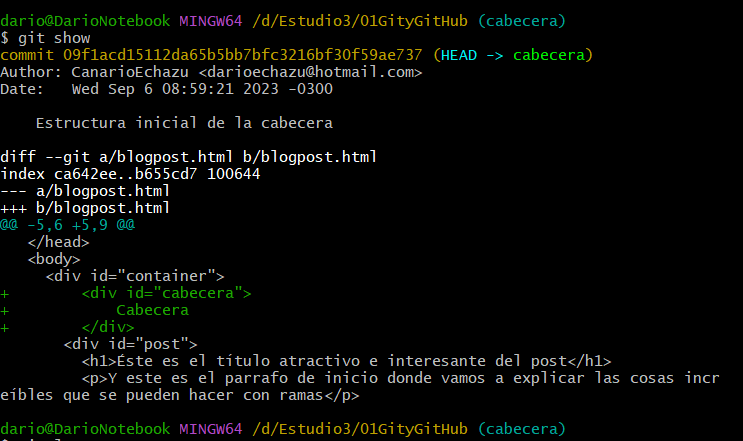 dario@DarioNotebook MINGW64 /d/Estudio3/01GityGitHub (cabecera)
$ git show
commit 09f1acd15112da65b5bb7bfc3216bf30f59ae737 (HEAD -> cabecera)
Author: CanarioEchazu <darioechazu@hotmail.com>
Date:   Wed Sep 6 08:59:21 2023 -0300

    Estructura inicial de la cabecera

diff --git a/blogpost.html b/blogpost.html
index ca642ee..b655cd7 100644
--- a/blogpost.html
+++ b/blogpost.html
@@ -5,6 +5,9 @@
   </head>
   <body>
     <div id="container">
+        <div id="cabecera">
+            Cabecera
+        </div>
       <div id="post">
         <h1>Éste es el título atractivo e interesante del post</h1>
         <p>Y este es el parrafo de inicio donde vamos a explicar las cosas incr
eíbles que se pueden hacer con ramas</p>

dario@DarioNotebook MINGW64 /d/Estudio3/01GityGitHub (cabecera)